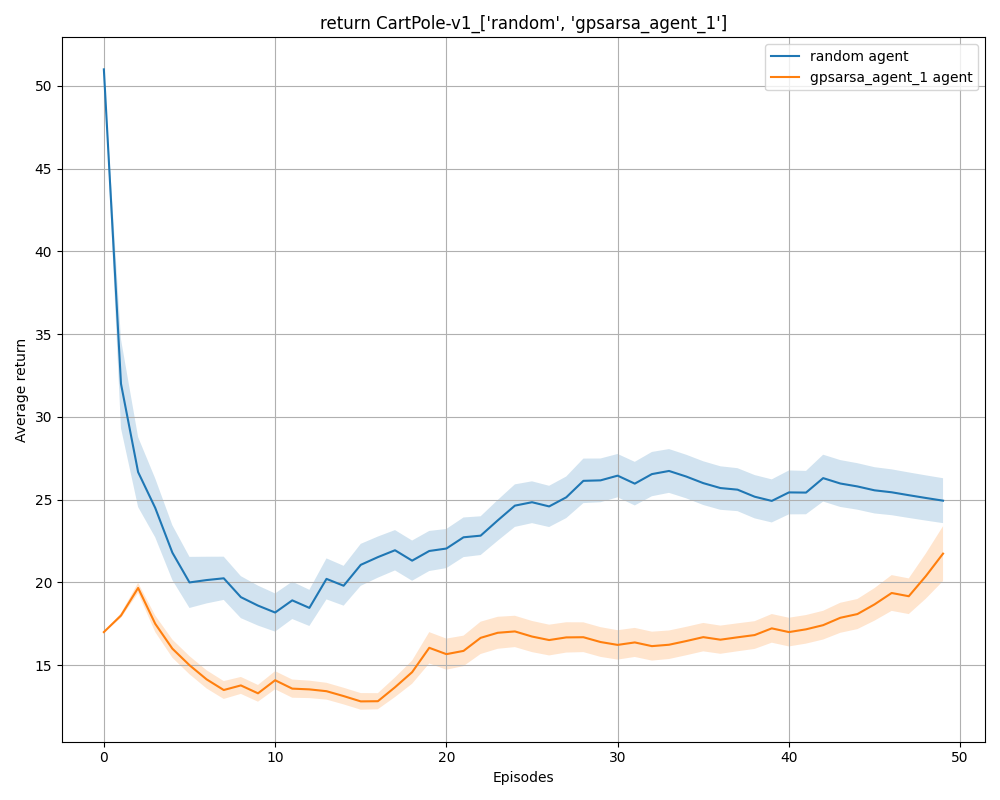 return CartPole-v1_['random', 'gpsarsa_agent_1']
random agent
gpsarsa_agent_1 agent
Average return
50
45
40
35
30
25
20
15
0 10 20 30 40 50
Episodes